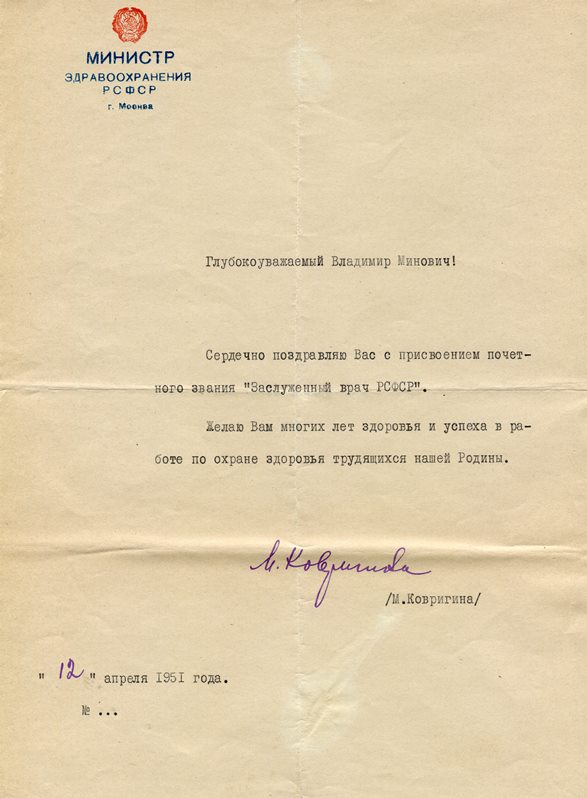 МИНИСТР
ЗДРАВООХРАНЕНИЯ
РСФСР
г. Москва
Глубокоуважаемый Владимир Минович!
Сердечно поздравляю Вас с присвоением почет-
ного звания "Заслуженный врач РСФСР".
Желаю Вам многих лет здоровья и успеха в ра-
боте по охране здоровья трудящихся нашей Родины.
М. Ковригина
/М.Ковригина/
" 12 " апреля 1951 года.
№ ...